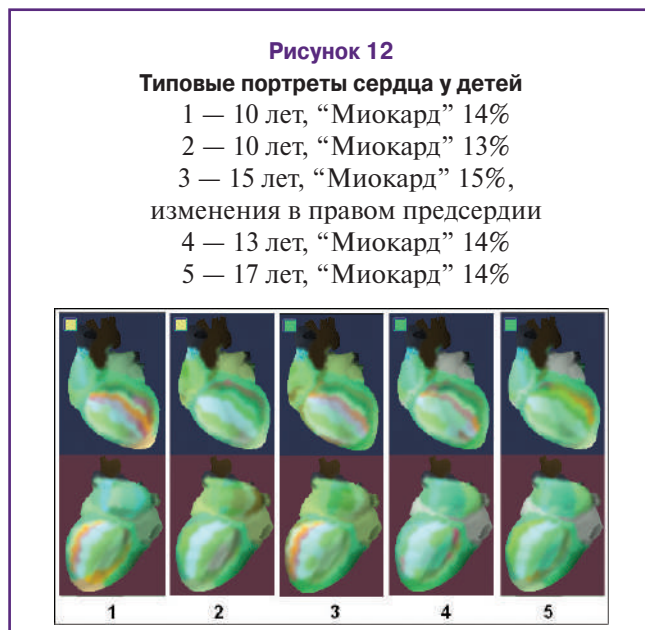 Рисунок 12
Типовые портреты сердца у детей
1 — 10 лет, “Миокард” 14%
2 — 10 лет, “Миокард” 13%
3 — 15 лет, “Миокард” 15%,
изменения в правом предсердии
4 — 13 лет, “Миокард” 14%
5 — 17 лет, “Миокард” 14%
1 2 3 4 5